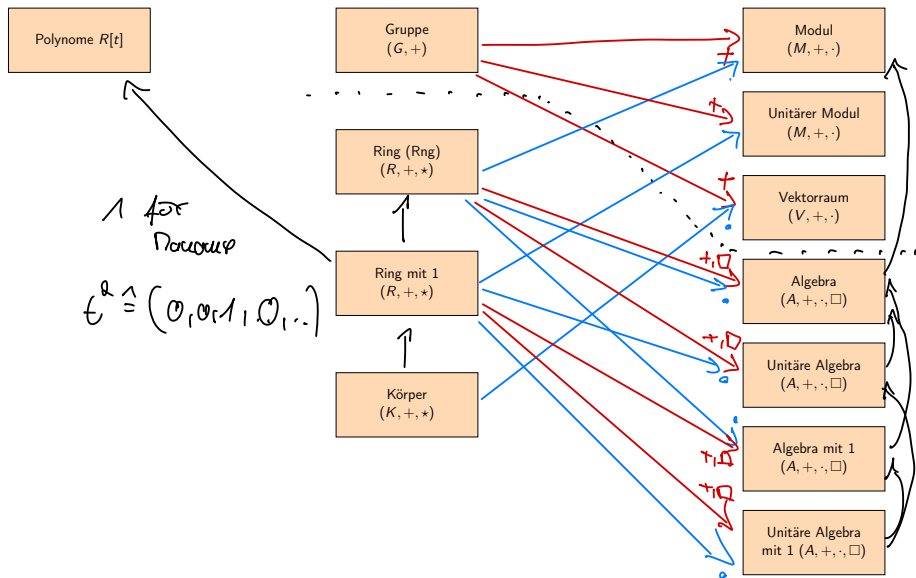 Polynome R[t]
Gruppe
(G, +)
Modul
(M, +, ·)
+
+
Unitärer Modul
(M, +, ·)
Ring (Rng)
(R, +, ⋆)
+
Vektorraum
(V, +, ·)
1 für
+,□
Ring mit 1
(R, +, ⋆)
Algebra
(A, +, ·, □)
t² ≙ (0,0,1,0,..)
+,□
Unitäre Algebra
(A, +, ·, □)
Körper
(K, +, ⋆)
+,□
Algebra mit 1
(A, +, ·, □)
+,□
Unitäre Algebra
mit 1 (A, +, ·, □)